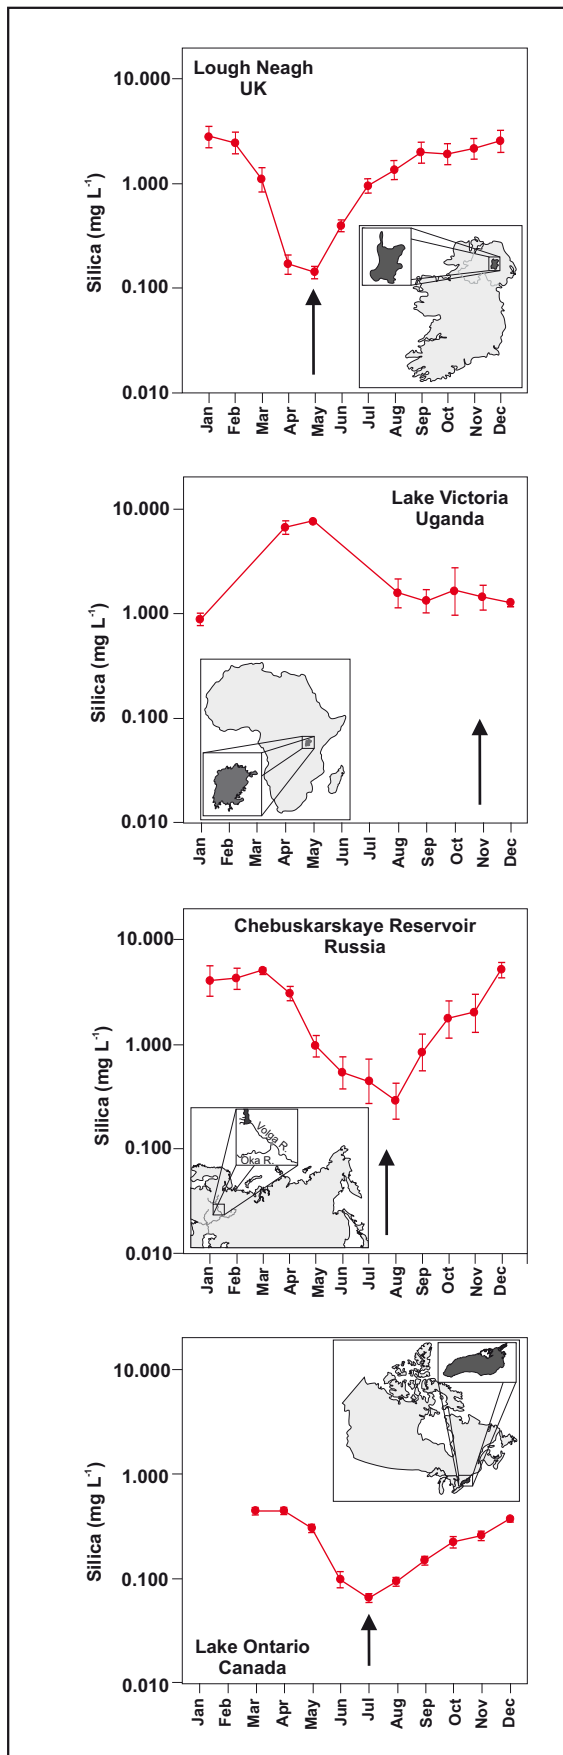 Lough Neagh
UK
Silica (mg L-1)
10.000
1.000
0.100
0.010
Jan Feb Mar Apr May Jun Jul Aug Sep Oct Nov Dec
Lake Victoria
Uganda
Silica (mg L-1)
10.000
1.000
0.100
0.010
Jan Feb Mar Apr May Jun Jul Aug Sep Oct Nov Dec
Chebuskarskaye Reservoir
Russia
Silica (mg L-1)
10.000
1.000
0.100
0.010
Volga R.
Oka R.
Jan Feb Mar Apr May Jun Jul Aug Sep Oct Nov Dec
Silica (mg L-1)
10.000
1.000
0.100
0.010
Lake Ontario
Canada
Jan Feb Mar Apr May Jun Jul Aug Sep Oct Nov Dec